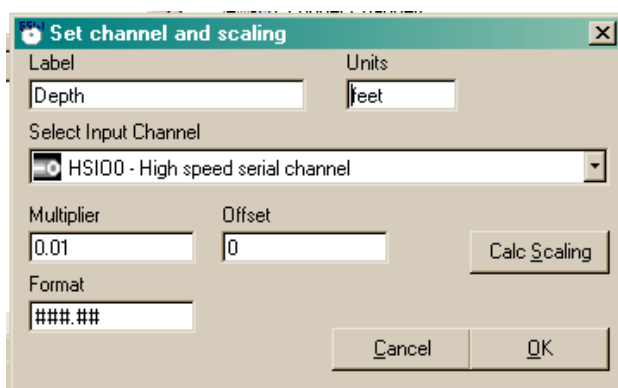 Set channel and scaling
Label Units
Depth feet
Select Input Channel
HSIO0 - High speed serial channel
Multiplier Offset
0.01 0 Calc Scaling
Format
###.##
Cancel OK